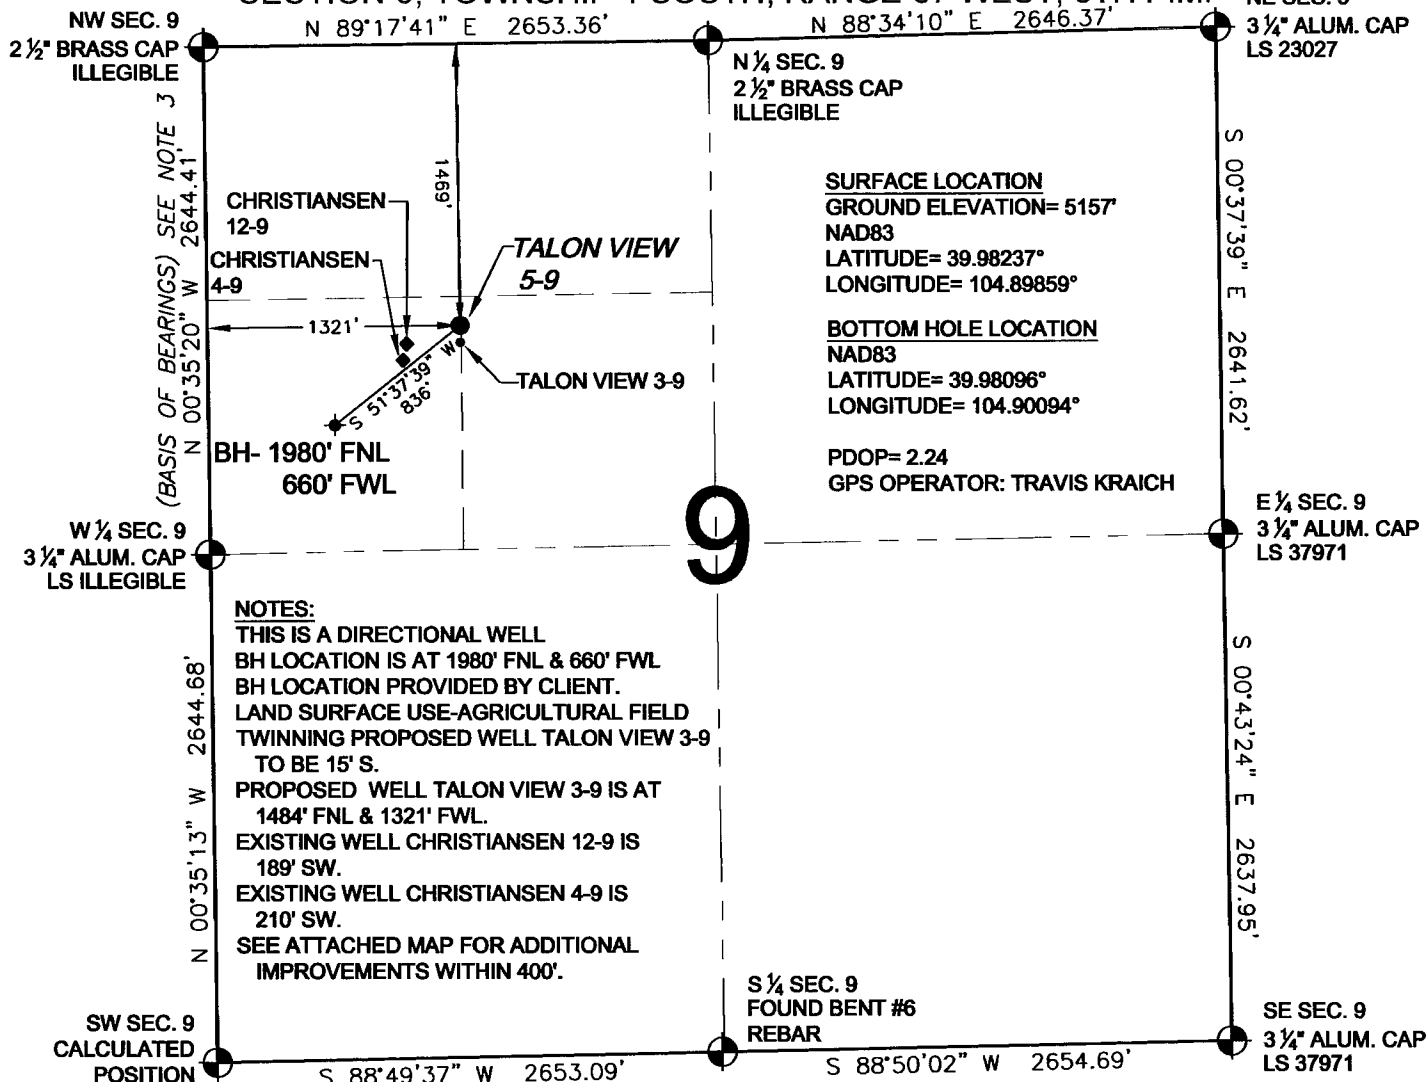 SECTION 9, TOWNSHIP 1 SOUTH, RANGE 67 WEST, 6TH P.M.
NW SEC. 9
2 ½" BRASS CAP
ILLEGIBLE
N 89°17'41" E 2653.36'
N 88°34'10" E 2646.37'
NE SEC. 9
3 ¼" ALUM. CAP
LS 23027
N ¼ SEC. 9
2 ½" BRASS CAP
ILLEGIBLE
(BASIS OF BEARINGS) SEE NOTE 3
N 00°35'20" W 2644.41'
1469'
CHRISTIANSEN
12-9
CHRISTIANSEN
4-9
TALON VIEW
5-9
1321'
TALON VIEW 3-9
S 51°37'39" W
836'
BH- 1980' FNL
660' FWL
SURFACE LOCATION
GROUND ELEVATION= 5157'
NAD83
LATITUDE= 39.98237°
LONGITUDE= 104.89859°
BOTTOM HOLE LOCATION
NAD83
LATITUDE= 39.98096°
LONGITUDE= 104.90094°
PDOP= 2.24
GPS OPERATOR: TRAVIS KRAICH
S 00°37'39" E 2641.62'
W ¼ SEC. 9
3 ¼" ALUM. CAP
LS ILLEGIBLE
9
E ¼ SEC. 9
3 ¼" ALUM. CAP
LS 37971
NOTES:
THIS IS A DIRECTIONAL WELL
BH LOCATION IS AT 1980' FNL & 660' FWL
BH LOCATION PROVIDED BY CLIENT.
LAND SURFACE USE-AGRICULTURAL FIELD
TWINNING PROPOSED WELL TALON VIEW 3-9
TO BE 15' S.
PROPOSED WELL TALON VIEW 3-9 IS AT
1484' FNL & 1321' FWL.
EXISTING WELL CHRISTIANSEN 12-9 IS
189' SW.
EXISTING WELL CHRISTIANSEN 4-9 IS
210' SW.
SEE ATTACHED MAP FOR ADDITIONAL
IMPROVEMENTS WITHIN 400'.
N 00°35'13" W 2644.68'
S 00°43'24" E 2637.95'
SW SEC. 9
CALCULATED
POSITION
S 88°49'37" W 2653.09'
S ¼ SEC. 9
FOUND BENT #6
REBAR
S 88°50'02" W 2654.69'
SE SEC. 9
3 ¼" ALUM. CAP
LS 37971